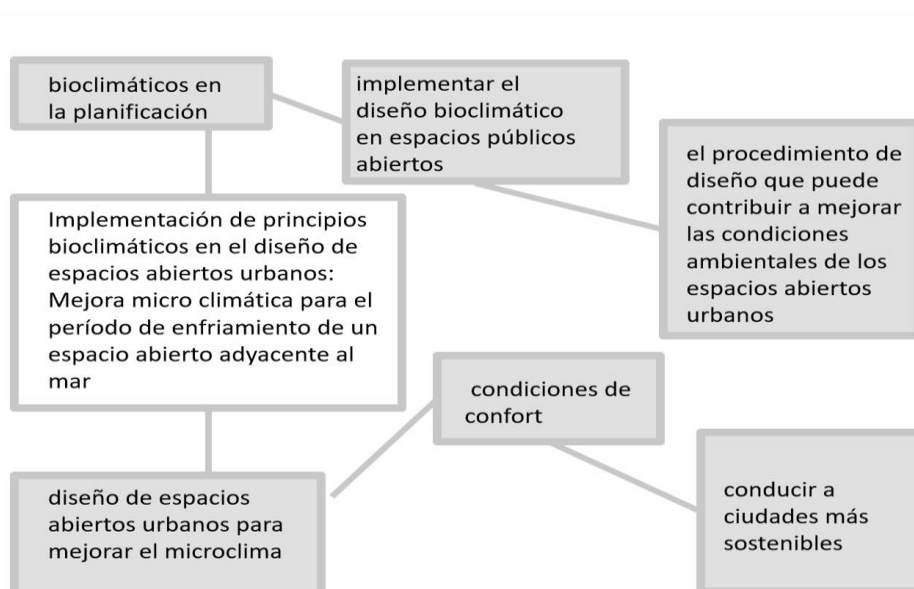 bioclimáticos en
la planificación
implementar el
diseño bioclimático
en espacios públicos
abiertos
el procedimiento de
diseño que puede
contribuir a mejorar
las condiciones
ambientales de los
espacios abiertos
urbanos
Implementación de principios
bioclimáticos en el diseño de
espacios abiertos urbanos:
Mejora micro climática para el
período de enfriamiento de un
espacio abierto adyacente al
mar
condiciones de
confort
diseño de espacios
abiertos urbanos para
mejorar el microclima
conducir a
ciudades más
sostenibles